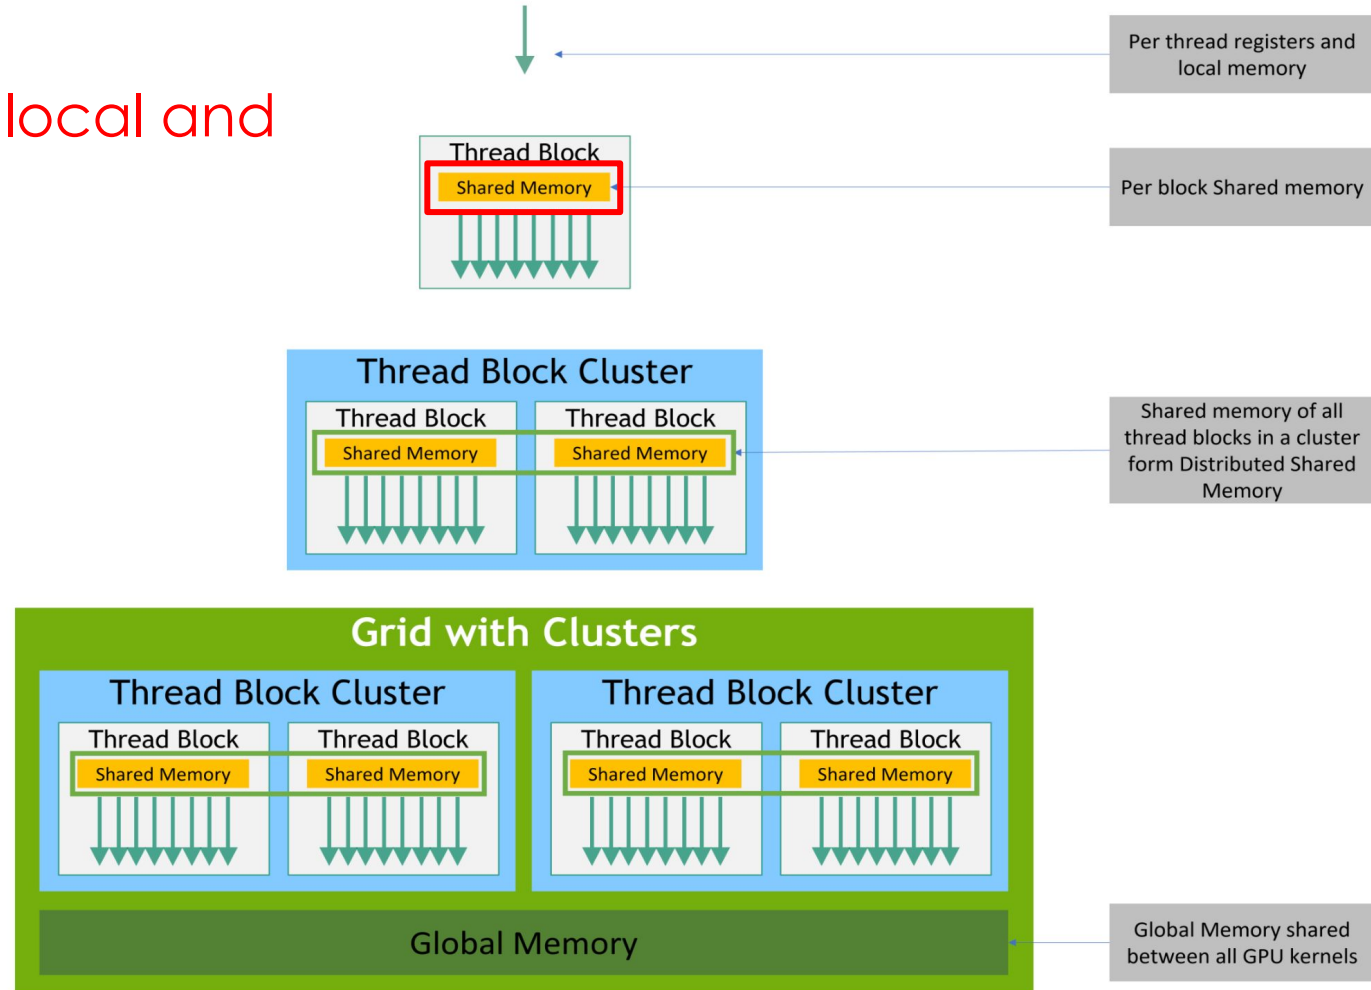 Per thread registers and
local memory
local and
Thread Block
Shared Memory
Per block Shared memory
Thread Block Cluster
Thread Block
Thread Block
Shared Memory
Shared Memory
Shared memory of all
thread blocks in a cluster
form Distributed Shared
Memory
Grid with Clusters
Thread Block Cluster
Thread Block Cluster
Thread Block
Thread Block
Thread Block
Thread Block
Shared Memory
Shared Memory
Shared Memory
Shared Memory
Global Memory
Global Memory shared
between all GPU kernels